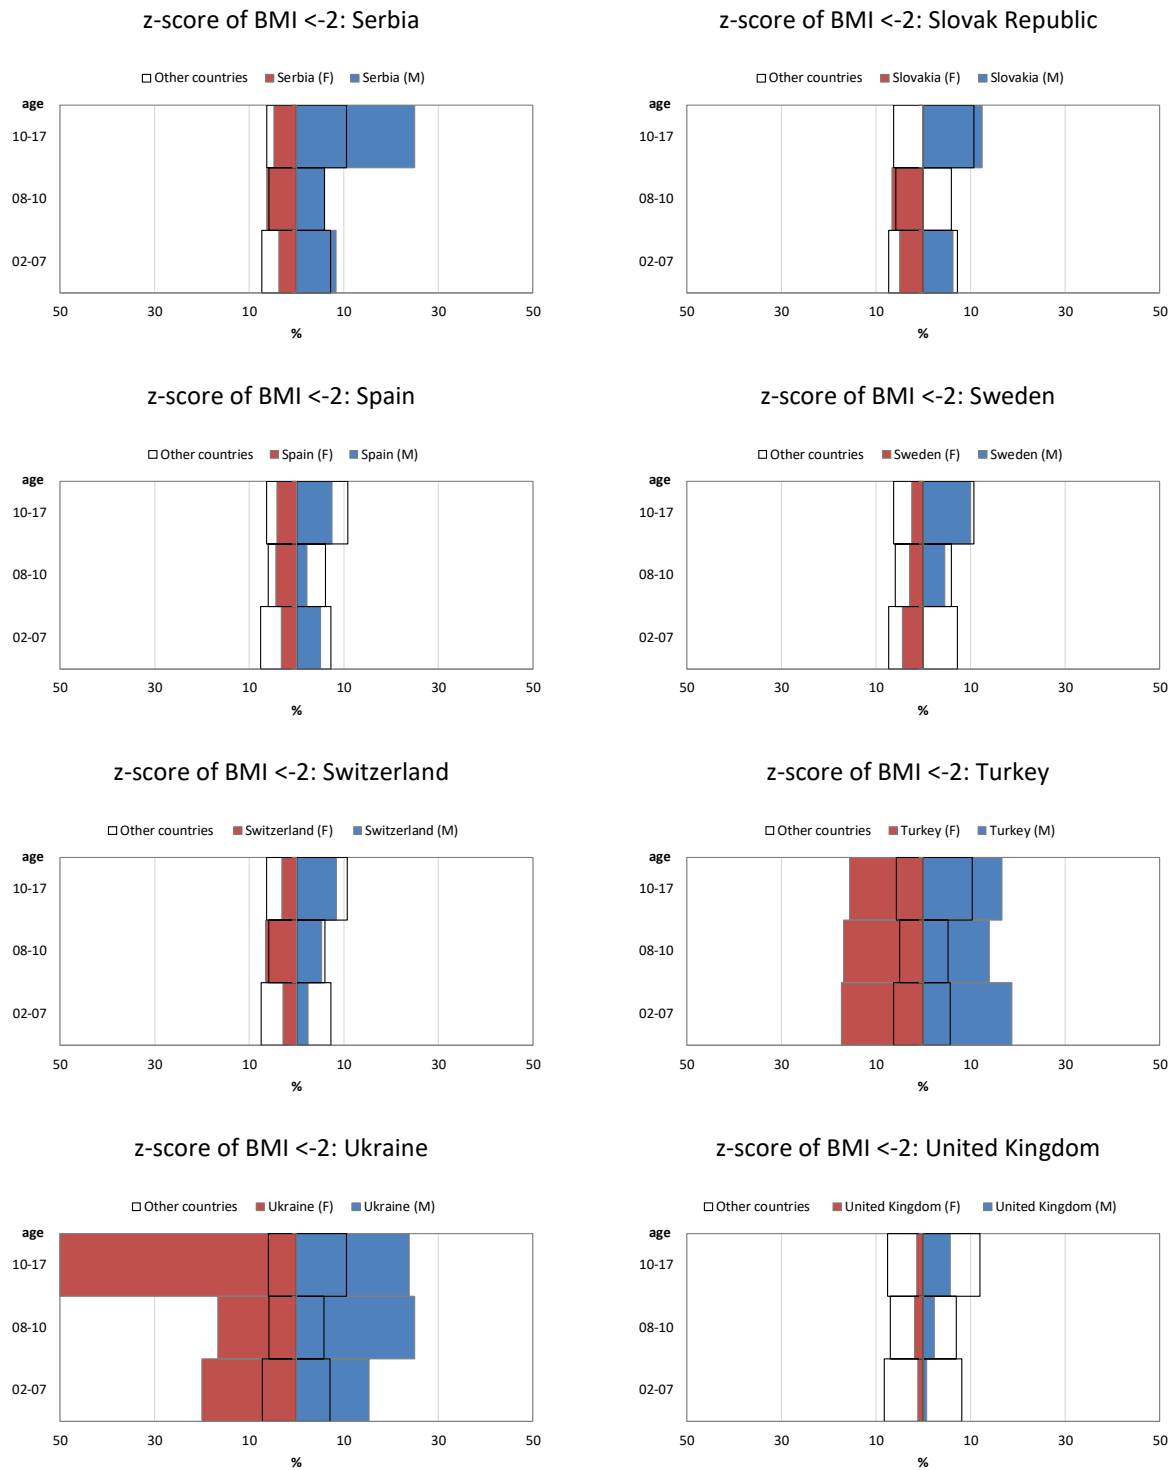 z-score of BMI <-2: Serbia
Other countries Serbia (F) Serbia (M)
age
10-17
08-10
02-07
50 30 10 10 30 50
%
z-score of BMI <-2: Slovak Republic
Other countries Slovakia (F) Slovakia (M)
age
10-17
08-10
02-07
50 30 10 10 30 50
%
z-score of BMI <-2: Spain
Other countries Spain (F) Spain (M)
age
10-17
08-10
02-07
50 30 10 10 30 50
%
z-score of BMI <-2: Sweden
Other countries Sweden (F) Sweden (M)
age
10-17
08-10
02-07
50 30 10 10 30 50
%
z-score of BMI <-2: Switzerland
Other countries Switzerland (F) Switzerland (M)
age
10-17
08-10
02-07
50 30 10 10 30 50
%
z-score of BMI <-2: Turkey
Other countries Turkey (F) Turkey (M)
age
10-17
08-10
02-07
50 30 10 10 30 50
%
z-score of BMI <-2: Ukraine
Other countries Ukraine (F) Ukraine (M)
age
10-17
08-10
02-07
50 30 10 10 30 50
%
z-score of BMI <-2: United Kingdom
Other countries United Kingdom (F) United Kingdom (M)
age
10-17
08-10
02-07
50 30 10 10 30 50
%